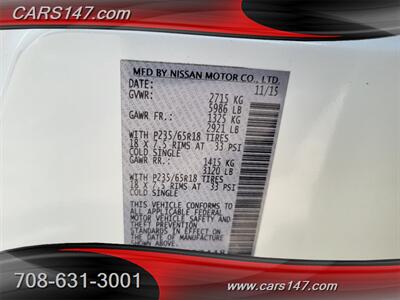 CARS147.com
MFD BY NISSAN MOTOR CO., LTD.
DATE: 11/15
GVWR: 2715 KG
5986 LB
GAWR FR: 1325 KG
2921 LB
WITH P235/65R18 TIRES
18 X 7.5 RIMS AT 33 PSI
COLD SINGLE
GAWR RR: 1415 KG
3120 LB
WITH P235/65R18 TIRES
18 X 7.5 RIMS AT 33 PSI
COLD SINGLE
THIS VEHICLE CONFORMS TO
ALL APPLICABLE FEDERAL
MOTOR VEHICLE SAFETY AND
THEFT PREVENTION
STANDARDS IN EFFECT ON
THE DATE OF MANUFACTURE
SHOWN ABOVE.
708-631-3001
cars147.com